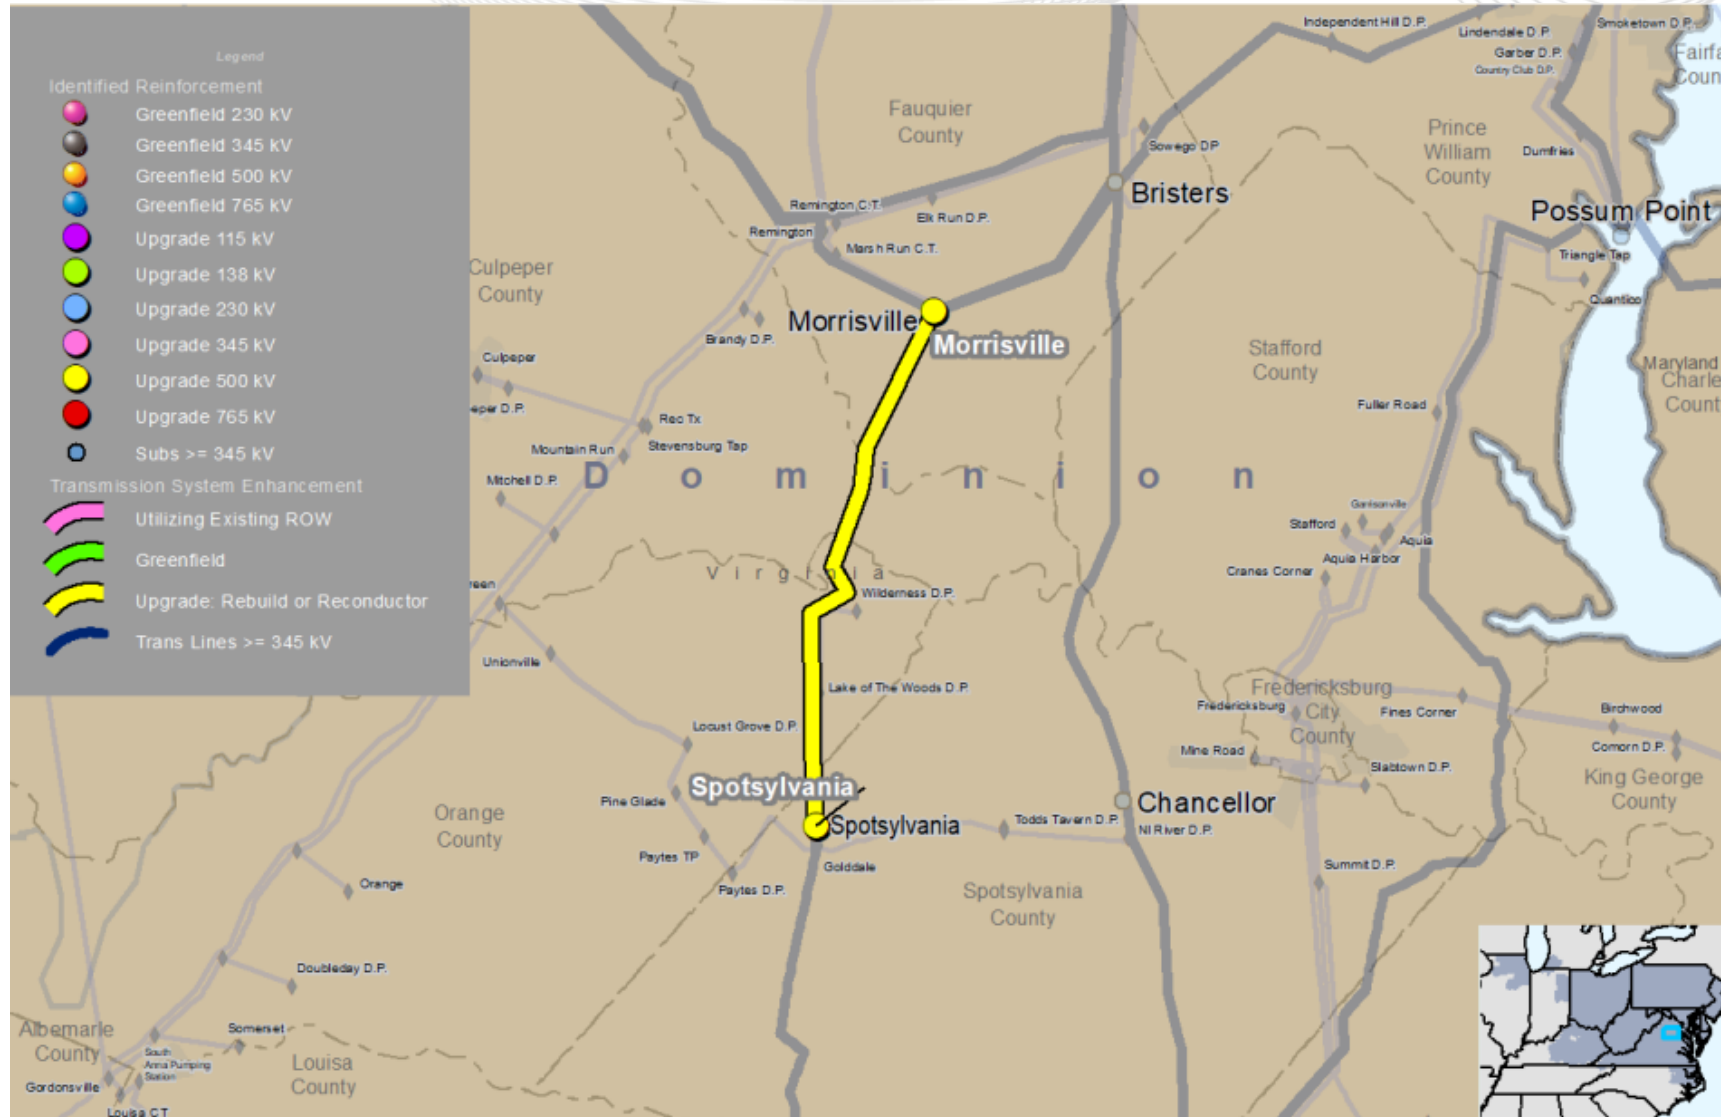 Legend
Identified Reinforcement
Greenfield 230 kV
Greenfield 345 kV
Greenfield 500 kV
Greenfield 765 kV
Upgrade 115 kV
Upgrade 138 kV
Upgrade 230 kV
Upgrade 345 kV
Upgrade 500 kV
Upgrade 765 kV
Subs >= 345 kV
Transmission System Enhancement
Utilizing Existing ROW
Greenfield
Upgrade: Rebuild or Reconductor
Trans Lines >= 345 kV
Independent Hill D.P.
Lindendale D.P.
Smoketown D.P.
Garber D.P.
Country Club D.P.
Fauquier
County
Prince
William
County
Dumfries
Sowego DP
Bristers
Remington C.T.
Elk Run D.P.
Remington
Marsh Run C.T.
Possum Point
Triangle Tap
Quantico
Culpeper
County
Morrisville
Morrisville
Brandy D.P.
Stafford
County
Maryland
Culpeper
Fuller Road
Rec Tx
Mountain Run
Stevensburg Tap
Mitchell D.P.
Dominion
Garrisonville
Stafford
Aquia
Aquia Harbor
Cranes Corner
Virginia
Wilderness D.P.
Unionville
Lake of The Woods D.P.
Fredericksburg
City
County
Fredericksburg
Fines Corner
Birchwood
Locust Grove D.P.
Mine Road
Comorn D.P.
Slabtown D.P.
King George
County
Spotsylvania
Pine Glade
Orange
County
Spotsylvania
Chancellor
Todds Tavern D.P.
NI River D.P.
Paytes TP
Golddale
Summit D.P.
Orange
Paytes D.P.
Spotsylvania
County
Doubleday D.P.
Albemarle
County
Somerset
South
Anna Pumping
Station
Louisa
County
Gordonsville
Louisa CT